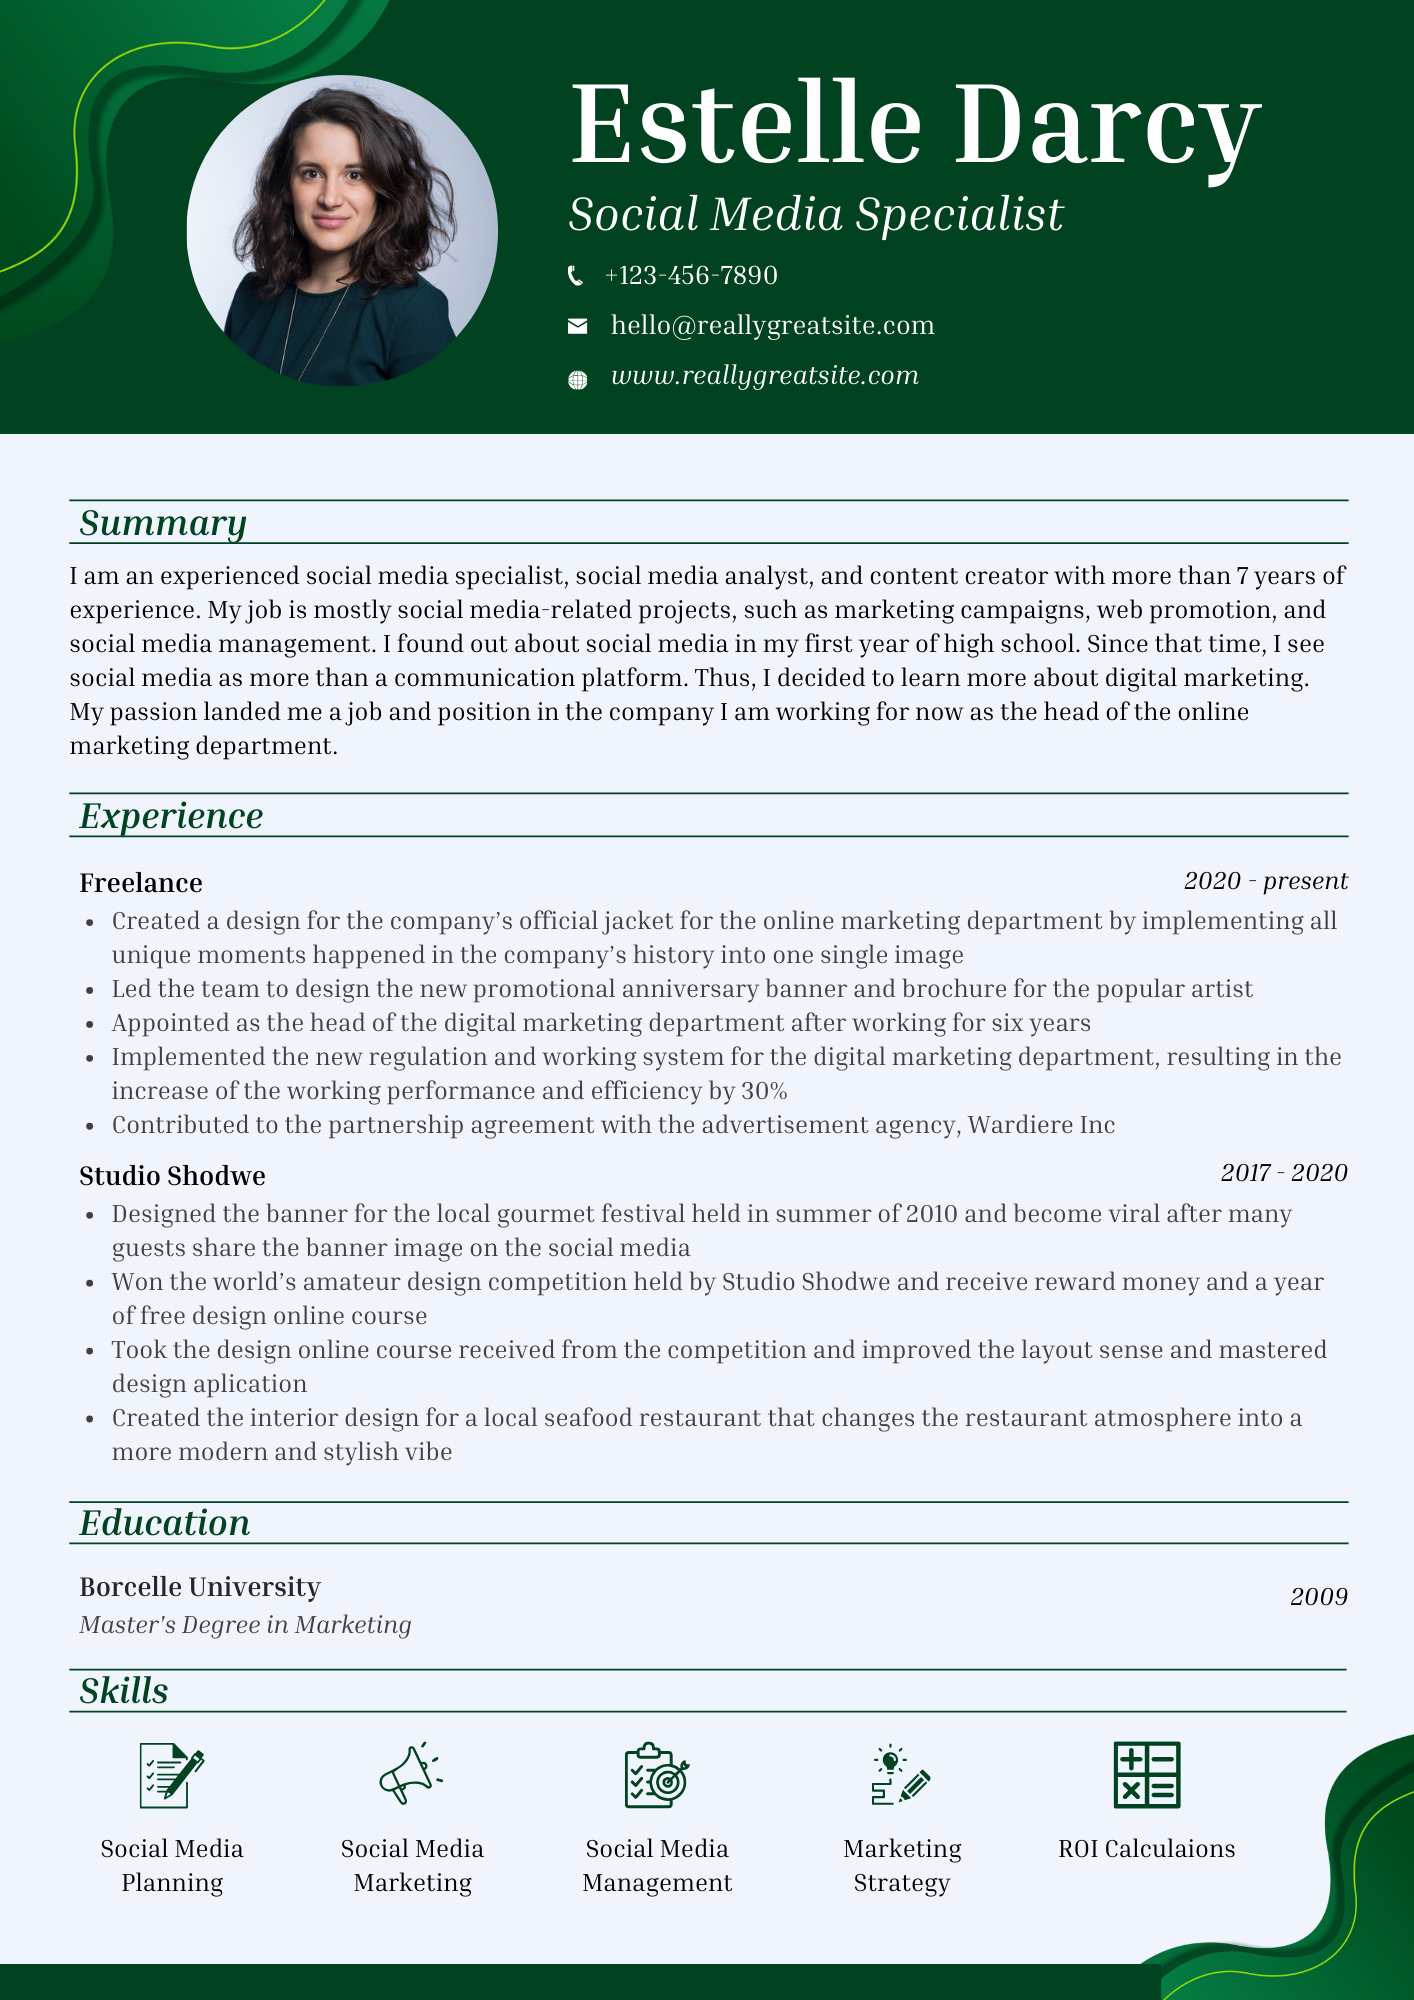 Estelle Darcy
Social Media Specialist
+123-456-7890
hello@reallygreatsite.com
www.reallygreatsite.com
Summary
I am an experienced social media specialist, social media analyst, and content creator with more than 7 years of
experience. My job is mostly social media-related projects, such as marketing campaigns, web promotion, and
social media management. I found out about social media in my first year of high school. Since that time, I see
social media as more than a communication platform. Thus, I decided to learn more about digital marketing.
My passion landed me a job and position in the company I am working for now as the head of the online
marketing department.
Experience
Freelance
2020 - present
• Created a design for the company’s official jacket for the online marketing department by implementing all
unique moments happened in the company’s history into one single image
• Led the team to design the new promotional anniversary banner and brochure for the popular artist
• Appointed as the head of the digital marketing department after working for six years
• Implemented the new regulation and working system for the digital marketing department, resulting in the
increase of the working performance and efficiency by 30%
• Contributed to the partnership agreement with the advertisement agency, Wardiere Inc
Studio Shodwe
2017 - 2020
• Designed the banner for the local gourmet festival held in summer of 2010 and become viral after many
guests share the banner image on the social media
• Won the world’s amateur design competition held by Studio Shodwe and receive reward money and a year
of free design online course
• Took the design online course received from the competition and improved the layout sense and mastered
design aplication
• Created the interior design for a local seafood restaurant that changes the restaurant atmosphere into a
more modern and stylish vibe
Education
Borcelle University
2009
Master's Degree in Marketing
Skills
Social Media
Planning
Social Media
Marketing
Social Media
Management
Marketing
Strategy
ROI Calculaions